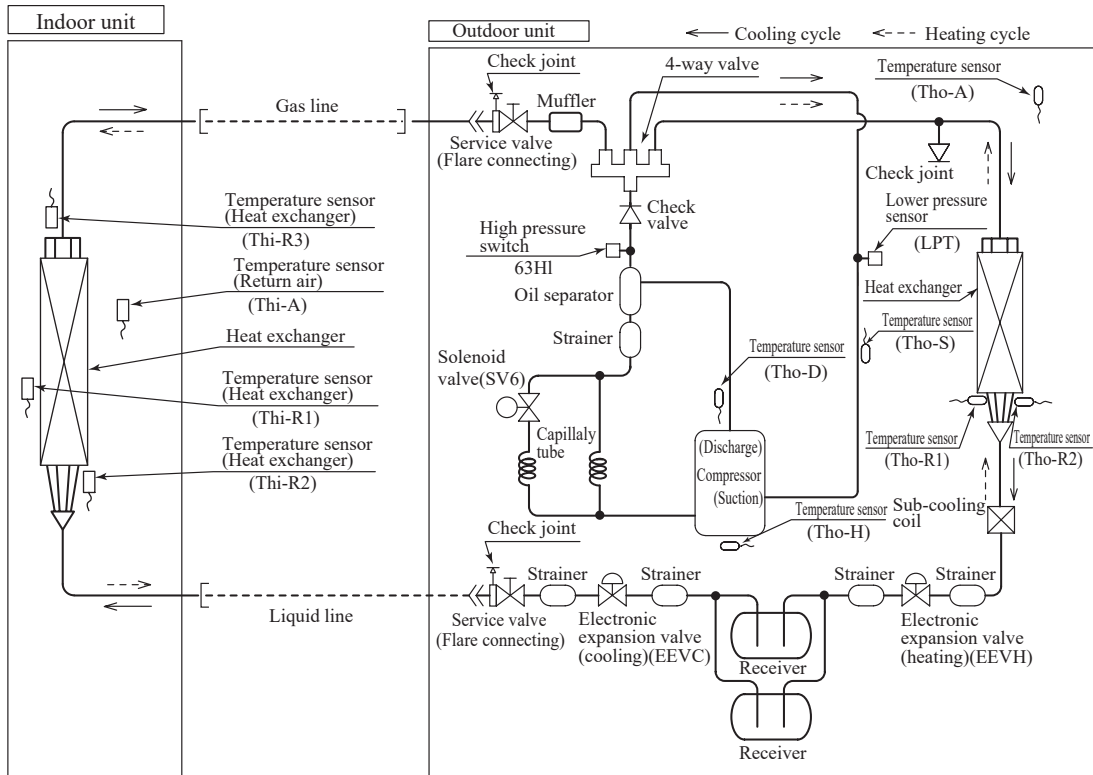 Indoor unit
Outdoor unit
Cooling cycle
Heating cycle
Check joint
4-way valve
Temperature sensor
(Tho-A)
Gas line
Muffler
Service valve
(Flare connecting)
Check joint
Temperature sensor
(Heat exchanger)
(Thi-R3)
Check
valve
Lower pressure
sensor
(LPT)
High pressure
switch
63Hl
Temperature sensor
(Return air)
(Thi-A)
Oil separator
Heat exchanger
Heat exchanger
Strainer
Temperature sensor
(Tho-S)
Solenoid
valve(SV6)
Temperature sensor
(Tho-D)
Temperature sensor
(Heat exchanger)
(Thi-R1)
Capillaly
tube
(Discharge)
Compressor
(Suction)
Temperature sensor
(Tho-R1)
Temperature sensor
(Tho-R2)
Temperature sensor
(Heat exchanger)
(Thi-R2)
Temperature sensor
(Tho-H)
Sub-cooling
coil
Check joint
Strainer
Strainer
Strainer
Strainer
Liquid line
Service valve
(Flare connecting)
Electronic
expansion valve
(cooling)(EEVC)
Receiver
Electronic
expansion valve
(heating)(EEVH)
Receiver